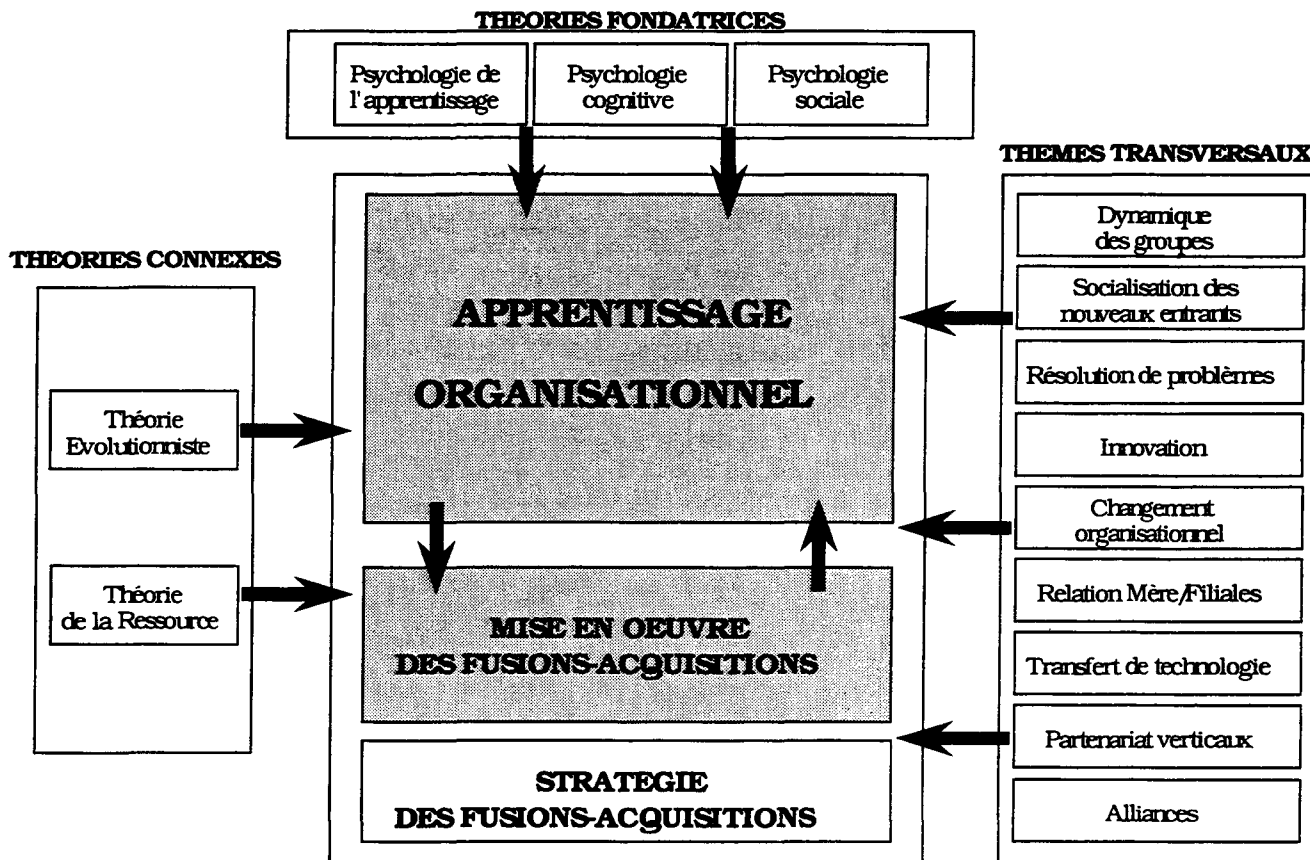 THEORIES FONDATRICES
Psychologie de
l'apprentissage
Psychologie
cognitive
Psychologie
sociale
THEORIES CONNEXES
Théorie
Evolutionniste
Théorie
de la Ressource
APPRENTISSAGE
ORGANISATIONNEL
MISE EN OEUVRE
DES FUSIONS-ACQUISITIONS
STRATEGIE
DES FUSIONS-ACQUISITIONS
THEMES TRANSVERSAUX
Dynamique
des groupes
Socialisation des
nouveaux entrants
Résolution de problèmes
Innovation
Changement
organisationnel
Relation Mère/Filiales
Transfert de technologie
Partenariat verticaux
Alliances